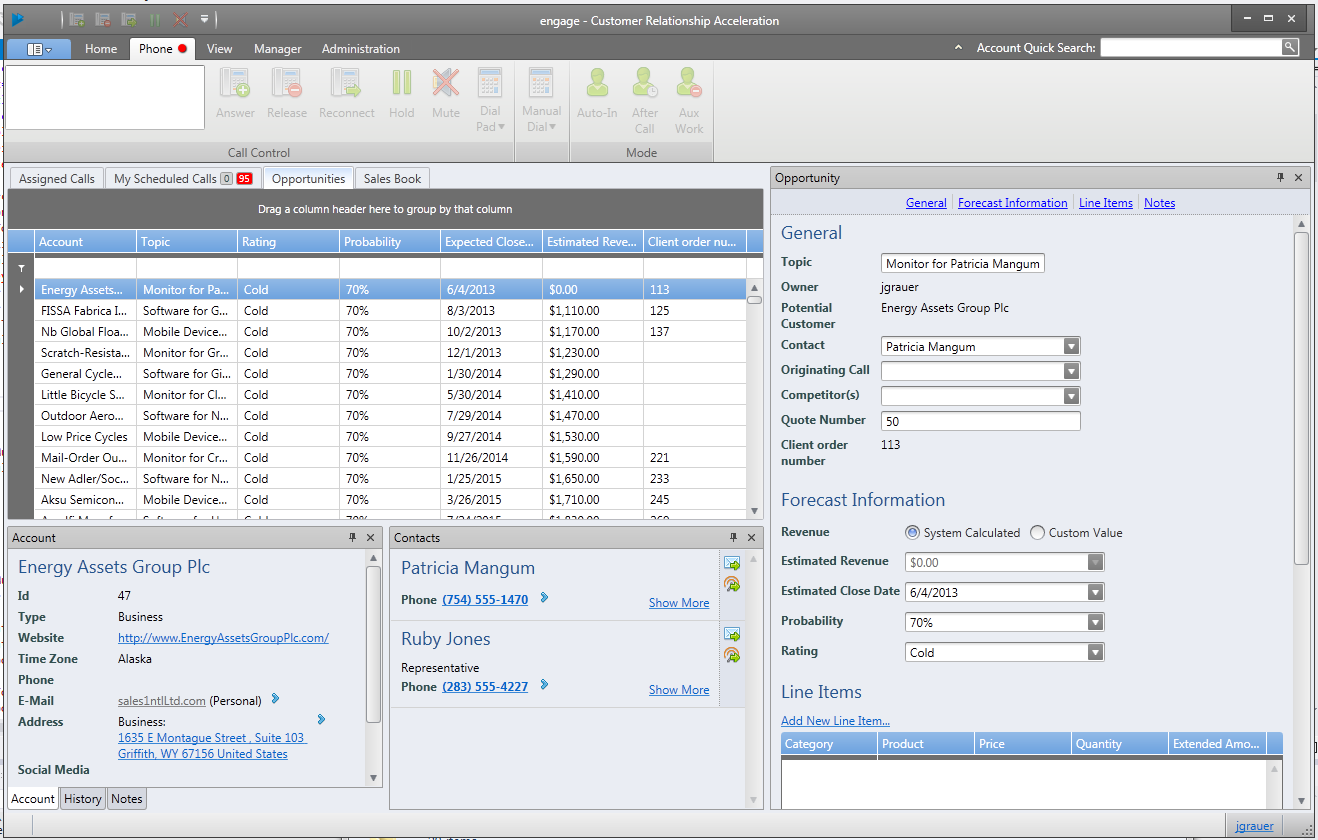 engage - Customer Relationship Acceleration
Home Phone View Manager Administration Account Quick Search:
Answer Release Reconnect Hold Mute Dial Pad Manual Dial Auto-In After Call Aux Work
Call Control Mode
Assigned Calls My Scheduled Calls 0 95 Opportunities Sales Book
Drag a column header here to group by that column
Account Topic Rating Probability Expected Close... Estimated Reve... Client order nu...
Energy Assets... Monitor for Pa... Cold 70% 6/4/2013 $0.00 113
FISSA Fabrica I... Software for G... Cold 70% 8/3/2013 $1,110.00 125
Nb Global Floa... Mobile Device... Cold 70% 10/2/2013 $1,170.00 137
Scratch-Resista... Monitor for Gr... Cold 70% 12/1/2013 $1,230.00
General Cycle... Software for Gi... Cold 70% 1/30/2014 $1,290.00
Little Bicycle S... Monitor for Cl... Cold 70% 5/30/2014 $1,410.00
Outdoor Aero... Software for N... Cold 70% 7/29/2014 $1,470.00
Low Price Cycles Mobile Device... Cold 70% 9/27/2014 $1,530.00
Mail-Order Ou... Monitor for Cr... Cold 70% 11/26/2014 $1,590.00 221
New Adler/Soc... Software for N... Cold 70% 1/25/2015 $1,650.00 233
Aksu Semicon... Mobile Device... Cold 70% 3/26/2015 $1,710.00 245
Account
Energy Assets Group Plc
Id 47
Type Business
Website http://www.EnergyAssetsGroupPlc.com/
Time Zone Alaska
Phone
E-Mail sales1ntlLtd.com (Personal)
Address Business:
1635 E Montague Street , Suite 103
Griffith, WY 67156 United States
Social Media
Account History Notes
Contacts
Patricia Mangum
Phone (754) 555-1470 Show More
Ruby Jones
Representative
Phone (283) 555-4227 Show More
Opportunity
General Forecast Information Line Items Notes
General
Topic Monitor for Patricia Mangum
Owner jgrauer
Potential Customer Energy Assets Group Plc
Contact Patricia Mangum
Originating Call
Competitor(s)
Quote Number 50
Client order number 113
Forecast Information
Revenue System Calculated Custom Value
Estimated Revenue $0.00
Estimated Close Date 6/4/2013
Probability 70%
Rating Cold
Line Items
Add New Line Item...
Category Product Price Quantity Extended Amo...
jgrauer